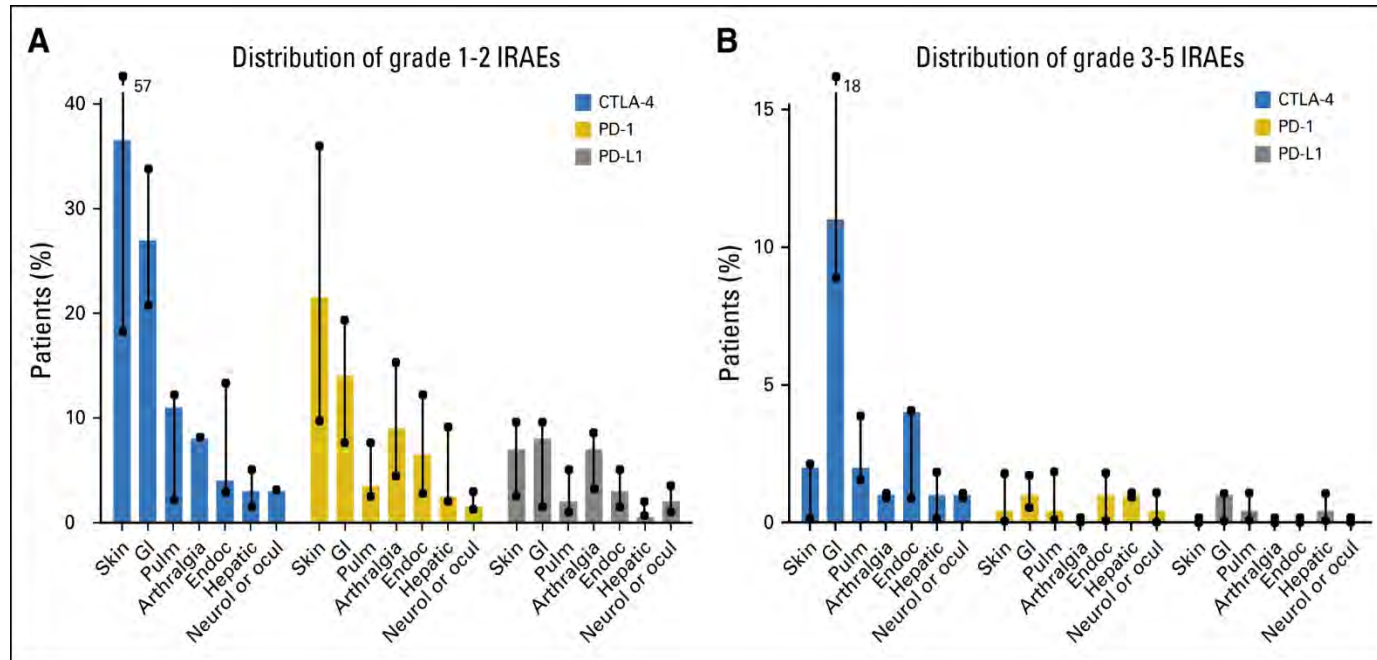 A
Distribution of grade 1-2 IRAEs
57
CTLA-4
PD-1
PD-L1
Patients (%)
40
30
20
10
0
Skin
GI
Pulm
Arthralgia
Endoc
Hepatic
Neurol or ocul
Skin
GI
Pulm
Arthralgia
Endoc
Hepatic
Neurol or ocul
Skin
GI
Pulm
Arthralgia
Endoc
Hepatic
Neurol or ocul
B
Distribution of grade 3-5 IRAEs
18
CTLA-4
PD-1
PD-L1
Patients (%)
15
10
5
0
Skin
GI
Pulm
Arthralgia
Endoc
Hepatic
Neurol or ocul
Skin
GI
Pulm
Arthralgia
Endoc
Hepatic
Neurol or ocul
Skin
GI
Pulm
Arthralgia
Endoc
Hepatic
Neurol or ocul